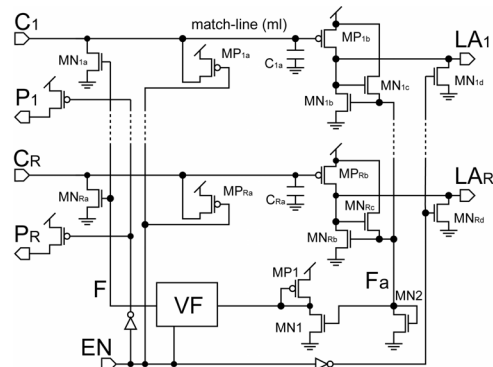 C1 match-line (ml) LA1
MP1b
MN1a MP1a C1a MN1c MN1d
P1 MN1b
CR LAR
MPRb
MNRa MPRa CRa MNRc MNRd
PR MNRb
MP1
F VF Fa MN2
MN1
EN